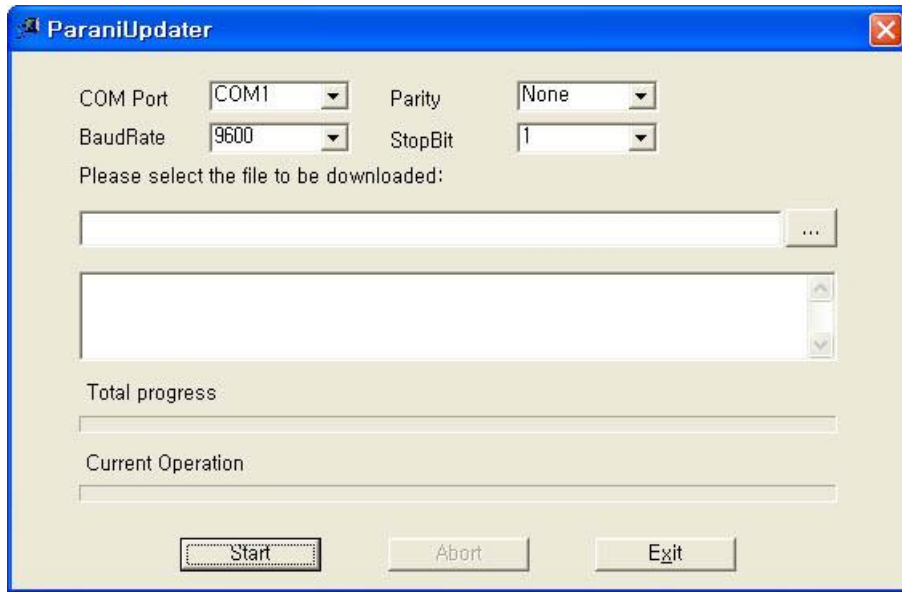 ParaniUpdater
COM Port COM1 Parity None
BaudRate 9600 StopBit 1
Please select the file to be downloaded:
...
Total progress
Current Operation
Start Abort Exit